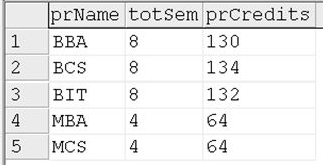 prName totSem prCredits
1 BBA 8 130
2 BCS 8 134
3 BIT 8 132
4 MBA 4 64
5 MCS 4 64